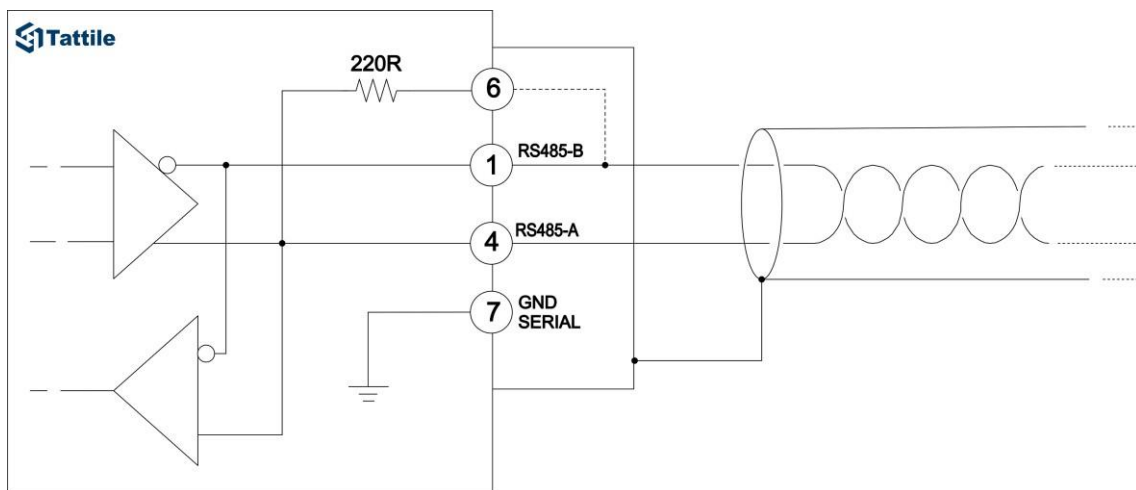 Tattile
220R
6
1
RS485-B
4
RS485-A
7
GND
SERIAL